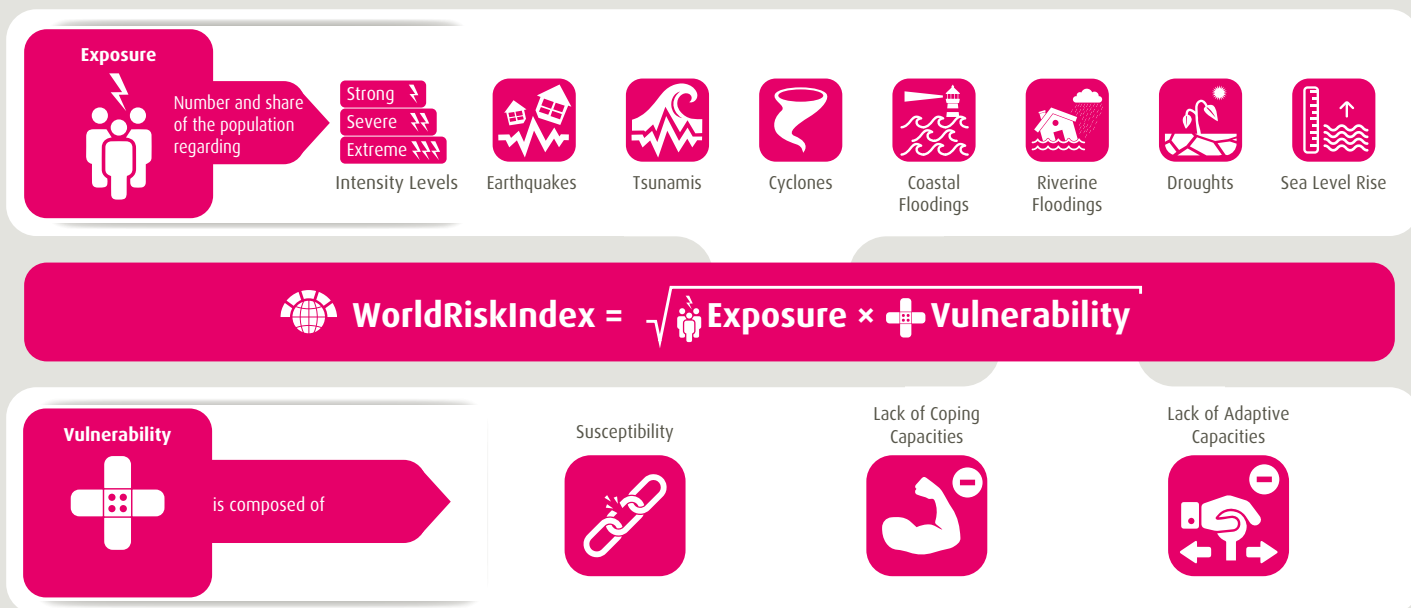 Exposure
Number and share
of the population
regarding
Strong
Severe
Extreme
Intensity Levels
Earthquakes
Tsunamis
Cyclones
Coastal
Floodings
Riverine
Floodings
Droughts
Sea Level Rise
WorldRiskIndex = √ Exposure × Vulnerability
Vulnerability
is composed of
Susceptibility
Lack of Coping
Capacities
Lack of Adaptive
Capacities